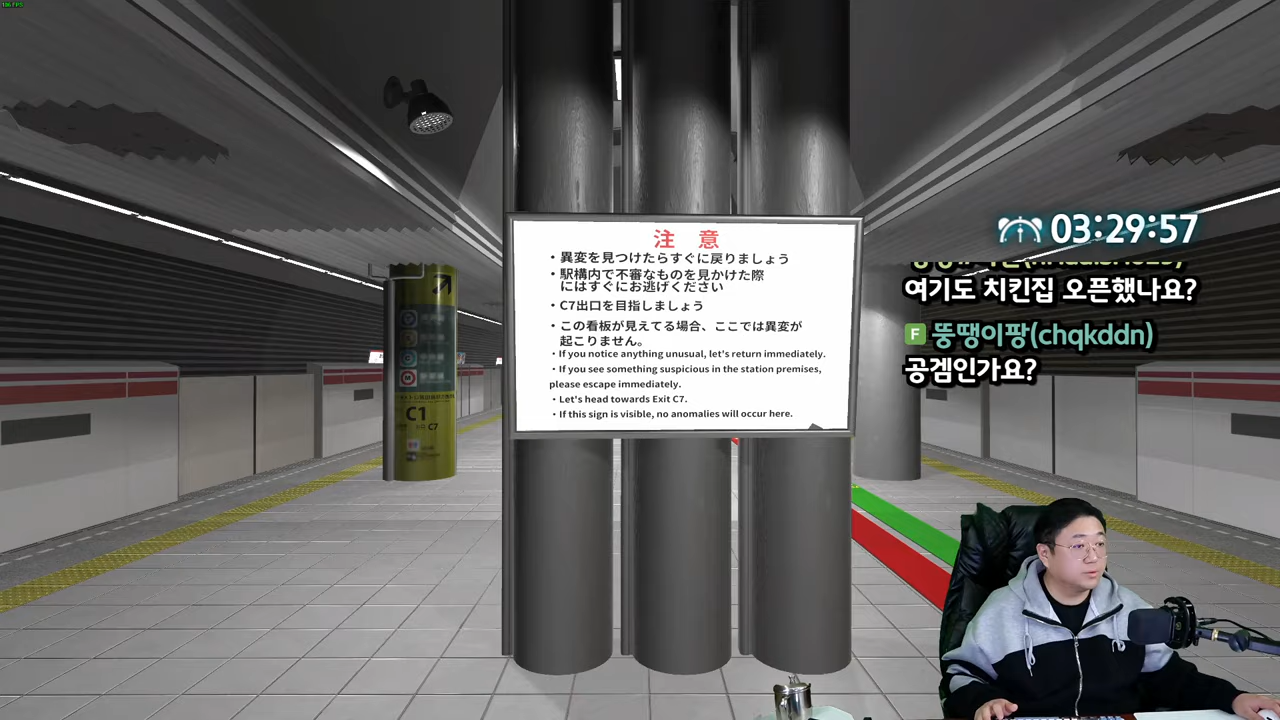 106 FPS
注 意
・異変を見つけたらすぐに戻りましょう
・駅構内で不審なものを見かけた際
にはすぐにお逃げください
・C7出口を目指しましょう
・この看板が見えてる場合、ここでは異変が
起こりません。
・If you notice anything unusual, let's return immediately.
・If you see something suspicious in the station premises,
please escape immediately.
・Let's head towards Exit C7.
・If this sign is visible, no anomalies will occur here.
C1
C7
03:29:57
여기도 치킨집 오픈했나요?
F 뚱땡이팡(chqkddn)
공겜인가요?